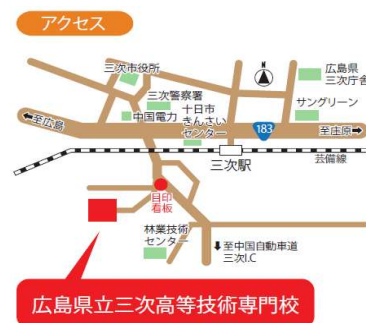 アクセス
三次市役所
広島県
三次庁舎
三次警察署
十日市
きんさい
センター
中国電力
サングリーン
←至広島
183
至庄原→
三次駅
芸備線
目印
看板
林業技術
センター
↓至中国自動車道
三次I.C
広島県立三次高等技術専門校